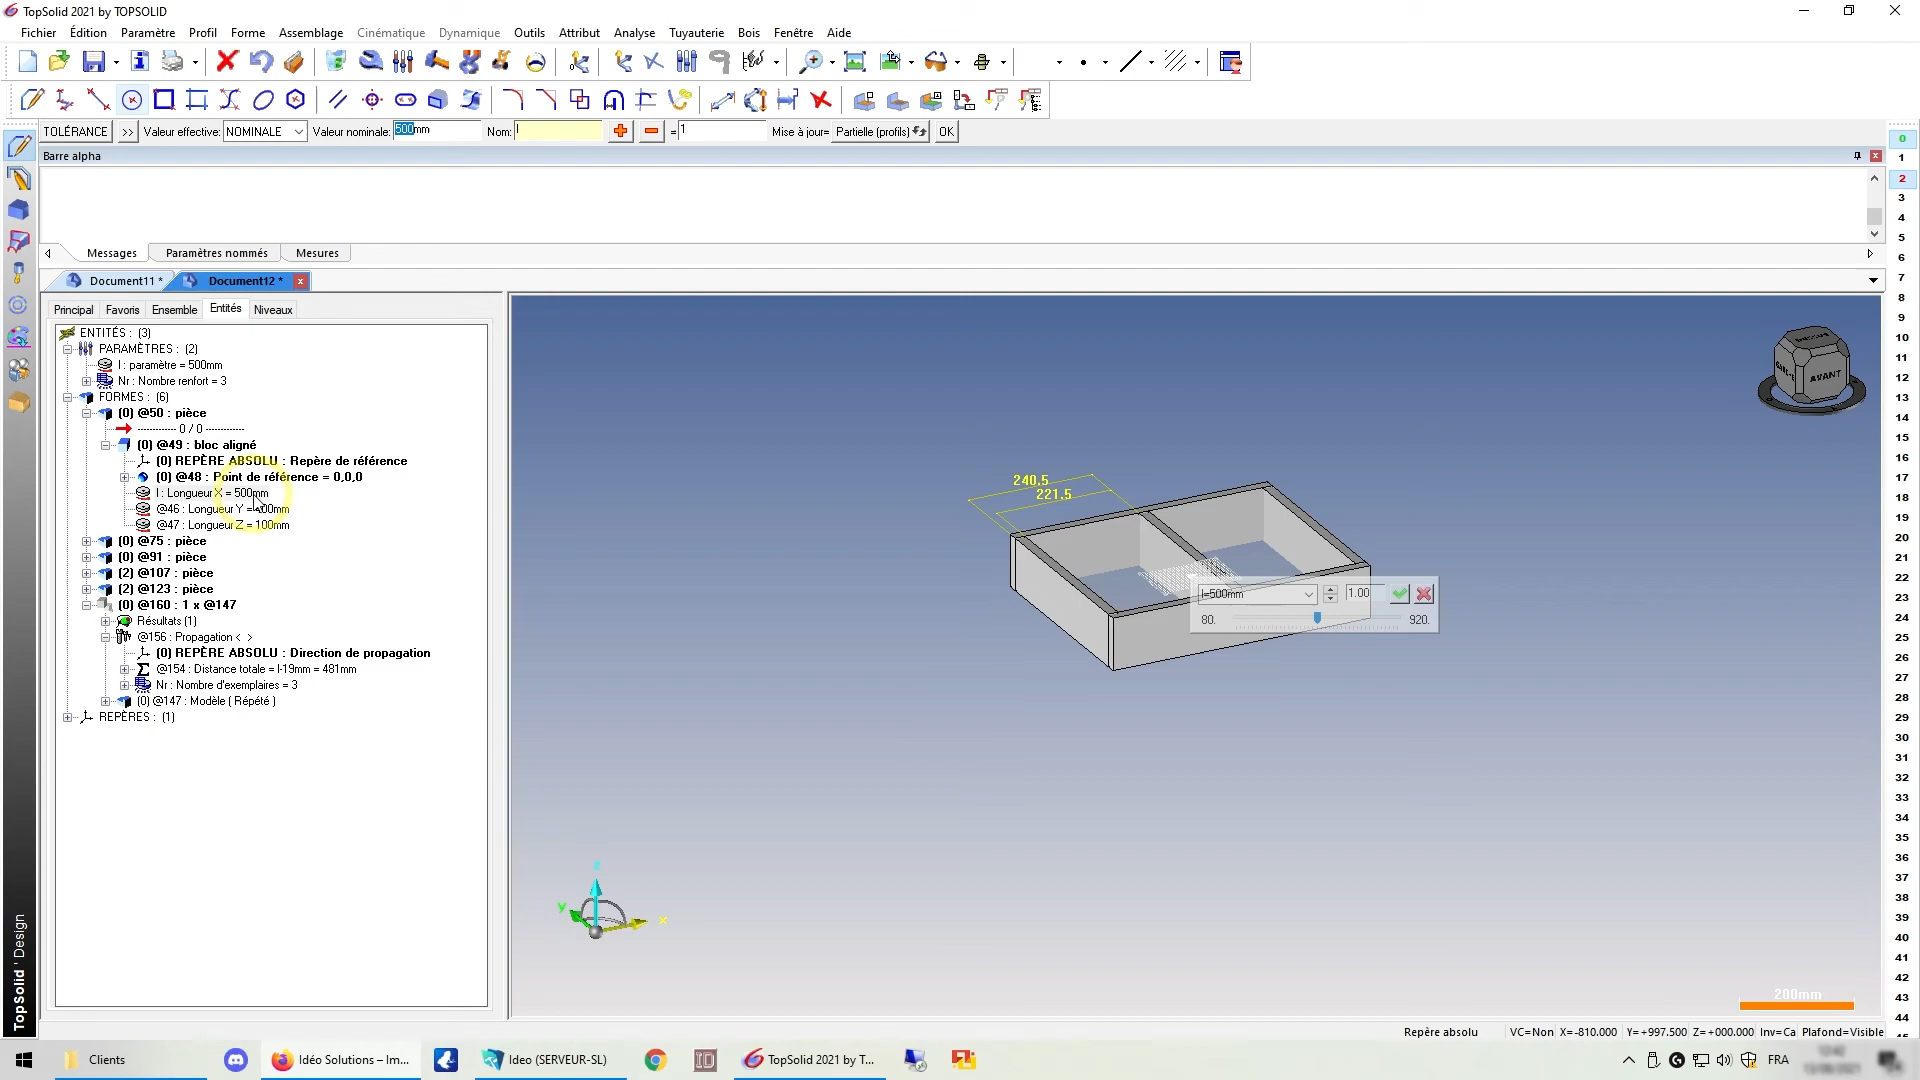 TopSolid 2021 by TOPSOLID
Fichier Édition Paramètre Profil Forme Assemblage Cinématique Dynamique Outils Attribut Analyse Tuyauterie Bois Fenêtre Aide
TOLÉRANCE >> Valeur effective: NOMINALE Valeur nominale: 500mm Nom: l = 1 Mise à jour= Partielle (profils) OK
Barre alpha
Messages Paramètres nommés Mesures
Document11 * Document12 *
Principal Favoris Ensemble Entités Niveaux
ENTITÉS : (3)
PARAMÈTRES : (2)
l : paramètre = 500mm
Nr : Nombre renfort = 3
FORMES : (6)
(0) @50 : pièce
------------ 0 / 0 ------------
(0) @49 : bloc aligné
(0) REPÈRE ABSOLU : Repère de référence
(0) @48 : Point de référence = 0,0,0
l : Longueur X = 500mm
@46 : Longueur Y = 00mm
@47 : Longueur Z = 100mm
(0) @75 : pièce
(0) @91 : pièce
(2) @107 : pièce
(2) @123 : pièce
(0) @160 : 1 x @147
Résultats (1)
@156 : Propagation < >
(0) REPÈRE ABSOLU : Direction de propagation
@154 : Distance totale = l-19mm = 481mm
Nr : Nombre d'exemplaires = 3
(0) @147 : Modèle ( Répété )
REPÈRES : (1)
240,5
221,5
l=500mm 1.00
80. 920.
AVANT
z
y
x
200mm
0
1
2
3
4
5
6
7
8
9
10
11
12
13
14
15
16
17
18
19
20
21
22
23
24
25
26
27
28
29
30
31
32
33
34
35
36
37
38
39
40
41
42
43
44
TopSolid'Design
Repère absolu VC=Non X=-810.000 Y=+997.500 Z=+000.000 Inv=Ca Plafond=Visible
Clients Idéo Solutions – Im... Ideo (SERVEUR-SL) TopSolid 2021 by T... FRA